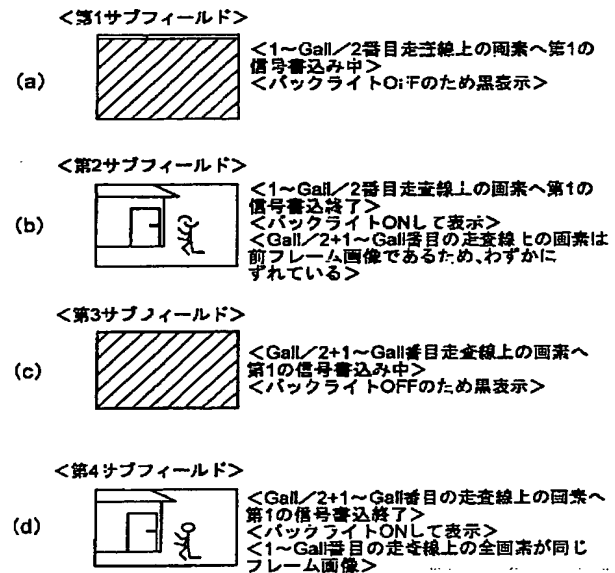 <第1サブフィールド>
(a)
<1~Gall/2番目走査線上の画素へ第1の
信号書込み中>
<バックライトOFFのため黒表示>
<第2サブフィールド>
(b)
<1~Gall/2番目走査線上の画素へ第1の
信号書込終了>
<バックライトONして表示>
<Gall/2+1~Gall番目の走査線上の画素は
前フレーム画像であるため、わずかに
ずれている>
<第3サブフィールド>
(c)
<Gall/2+1~Gall番目走査線上の画素へ
第1の信号書込み中>
<バックライトOFFのため黒表示>
<第4サブフィールド>
(d)
<Gall/2+1~Gall番目の走査線上の画素へ
第1の信号書込終了>
<バックライトONして表示>
<1~Gall番目の走査線上の全画素が同じ
フレーム画像>